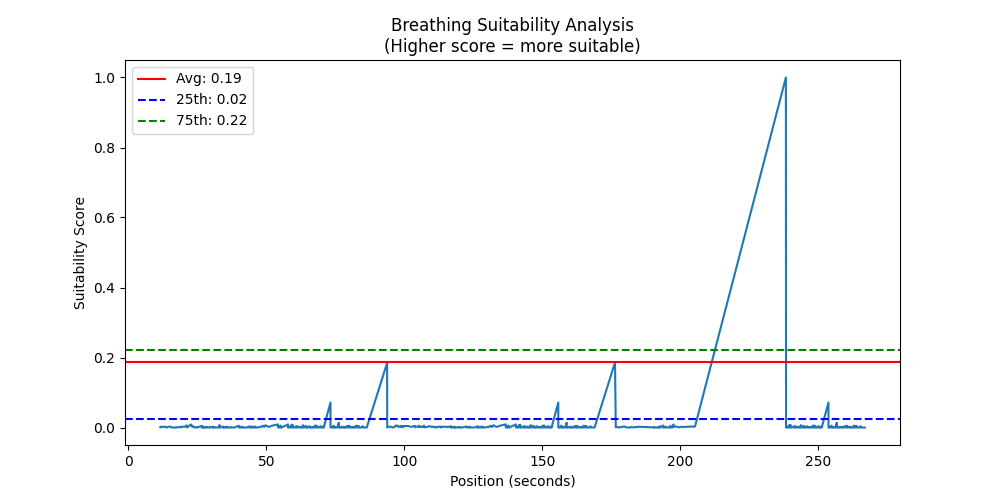 Breathing Suitability Analysis
(Higher score = more suitable)
Avg: 0.19
25th: 0.02
75th: 0.22
Suitability Score
1.0
0.8
0.6
0.4
0.2
0.0
0 50 100 150 200 250
Position (seconds)